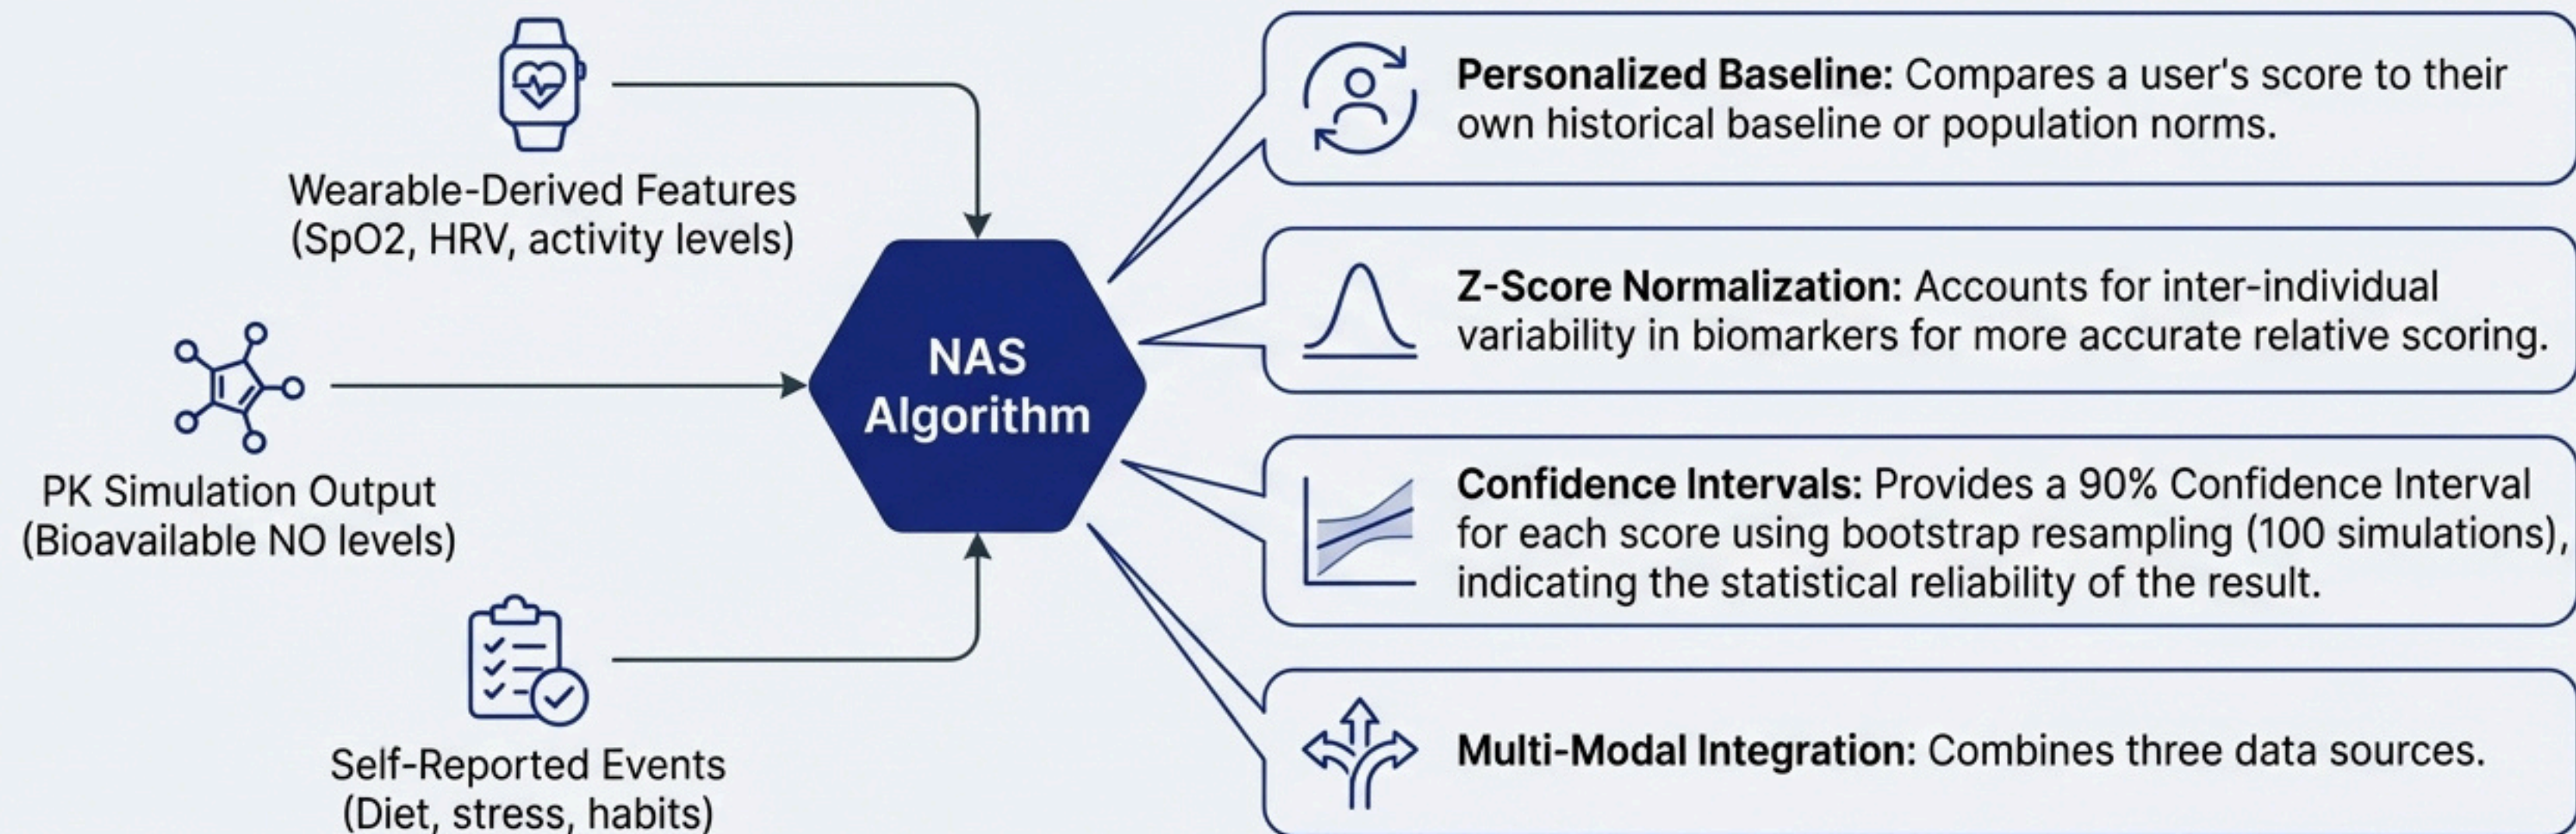 Wearable-Derived Features
(SpO2, HRV, activity levels)
PK Simulation Output
(Bioavailable NO levels)
Self-Reported Events
(Diet, stress, habits)
NAS
Algorithm
Personalized Baseline: Compares a user's score to their
own historical baseline or population norms.
Z-Score Normalization: Accounts for inter-individual
variability in biomarkers for more accurate relative scoring.
Confidence Intervals: Provides a 90% Confidence Interval
for each score using bootstrap resampling (100 simulations),
indicating the statistical reliability of the result.
Multi-Modal Integration: Combines three data sources.